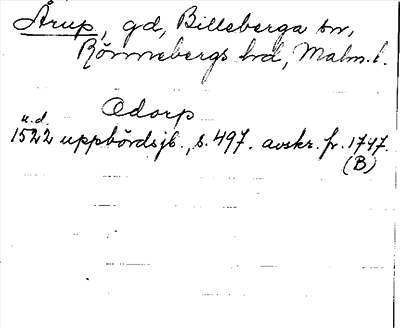 Årup, gd, Billeberga sn,
Rönnebergs hd, Malm. l.
Odorp
u.d.
1522 uppbördsjb., s. 497. avskr. fr. 1747.
(B)